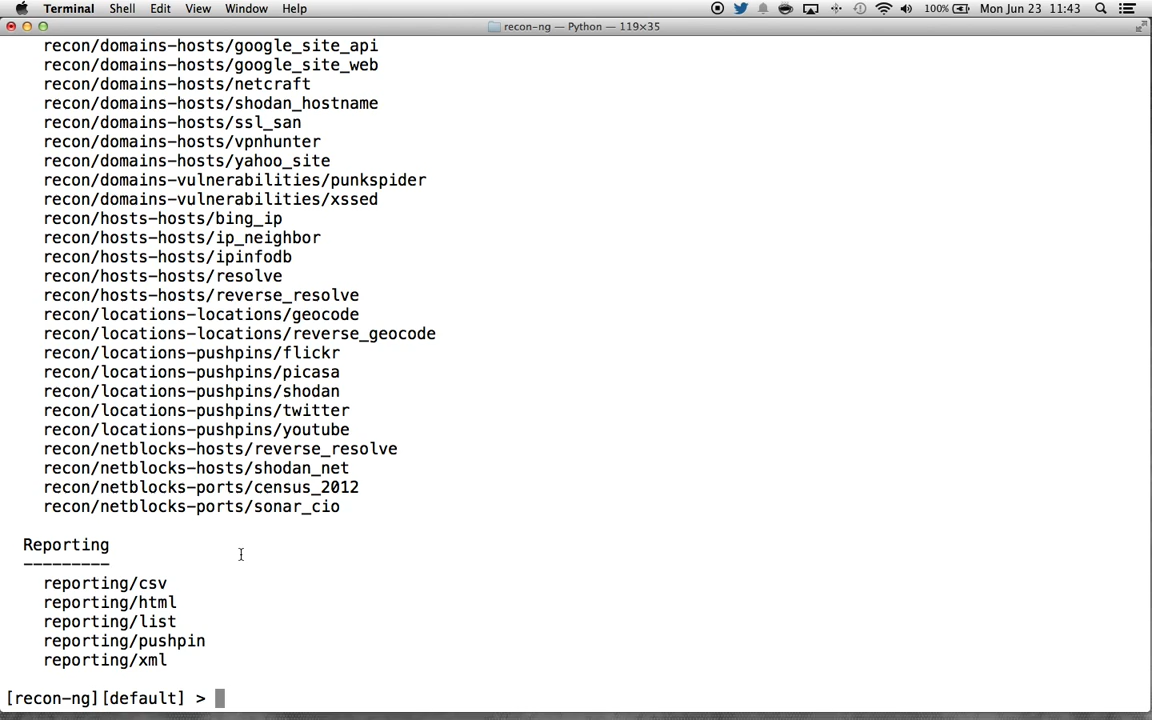 Terminal Shell Edit View Window Help 100% Mon Jun 23 11:43
recon-ng — Python — 119×35
recon/domains-hosts/google_site_api
recon/domains-hosts/google_site_web
recon/domains-hosts/netcraft
recon/domains-hosts/shodan_hostname
recon/domains-hosts/ssl_san
recon/domains-hosts/vpnhunter
recon/domains-hosts/yahoo_site
recon/domains-vulnerabilities/punkspider
recon/domains-vulnerabilities/xssed
recon/hosts-hosts/bing_ip
recon/hosts-hosts/ip_neighbor
recon/hosts-hosts/ipinfodb
recon/hosts-hosts/resolve
recon/hosts-hosts/reverse_resolve
recon/locations-locations/geocode
recon/locations-locations/reverse_geocode
recon/locations-pushpins/flickr
recon/locations-pushpins/picasa
recon/locations-pushpins/shodan
recon/locations-pushpins/twitter
recon/locations-pushpins/youtube
recon/netblocks-hosts/reverse_resolve
recon/netblocks-hosts/shodan_net
recon/netblocks-ports/census_2012
recon/netblocks-ports/sonar_cio
Reporting
---------
reporting/csv
reporting/html
reporting/list
reporting/pushpin
reporting/xml
[recon-ng][default] >